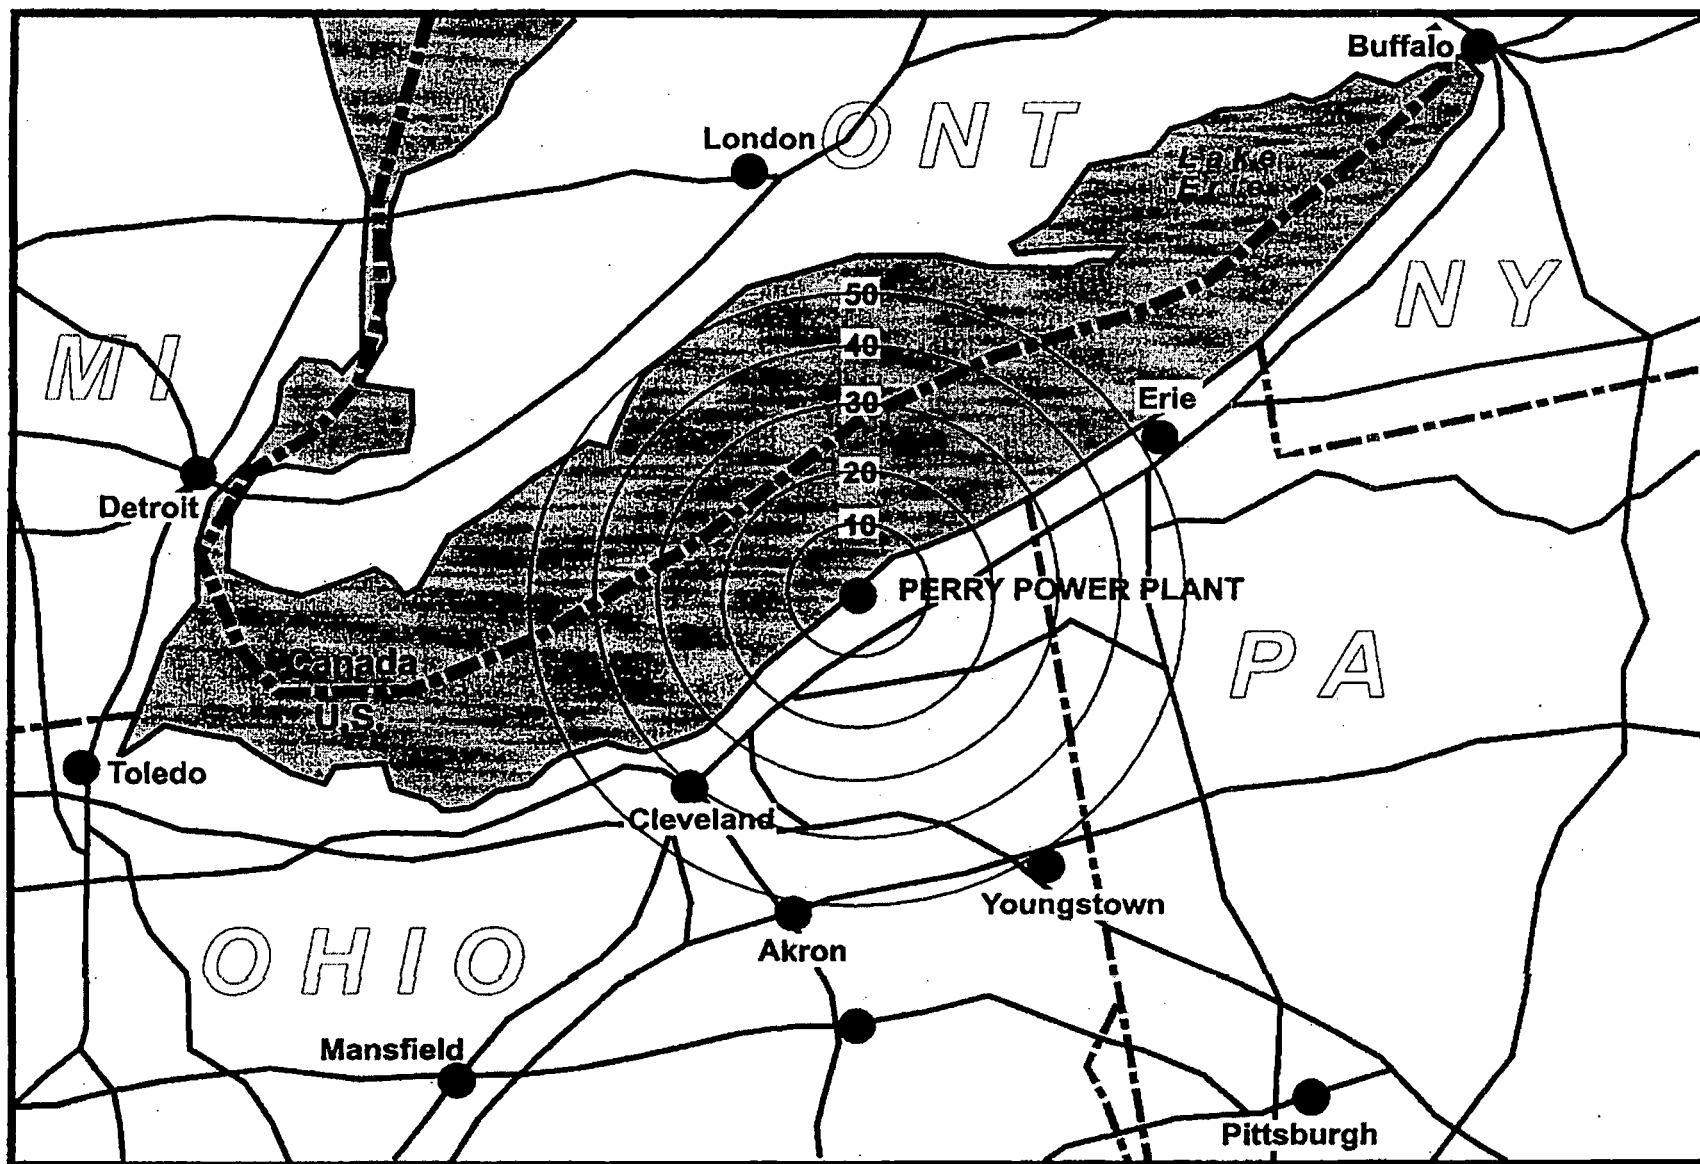 Buffalo
London
ONT
Lake
Erie
50
NY
40
MI
30
Erie
20
Detroit
10
PERRY POWER PLANT
PA
Canada
U.S.
Toledo
Cleveland
Youngstown
Akron
OHIO
Mansfield
Pittsburgh